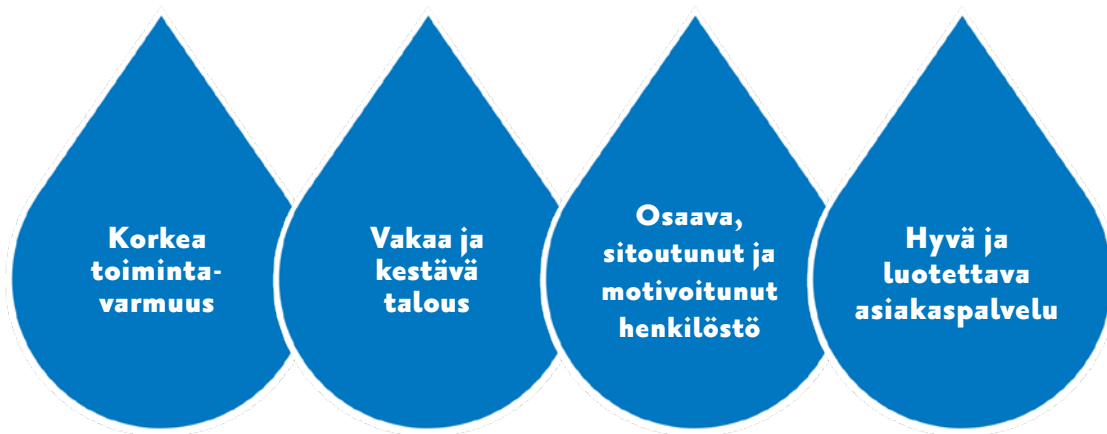 Korkea
toiminta-
varmuus
Vakaa ja
kestävä
talous
Osaava,
sitoutunut ja
motivoitunut
henkilöstö
Hyvä ja
luotettava
asiakaspalvelu